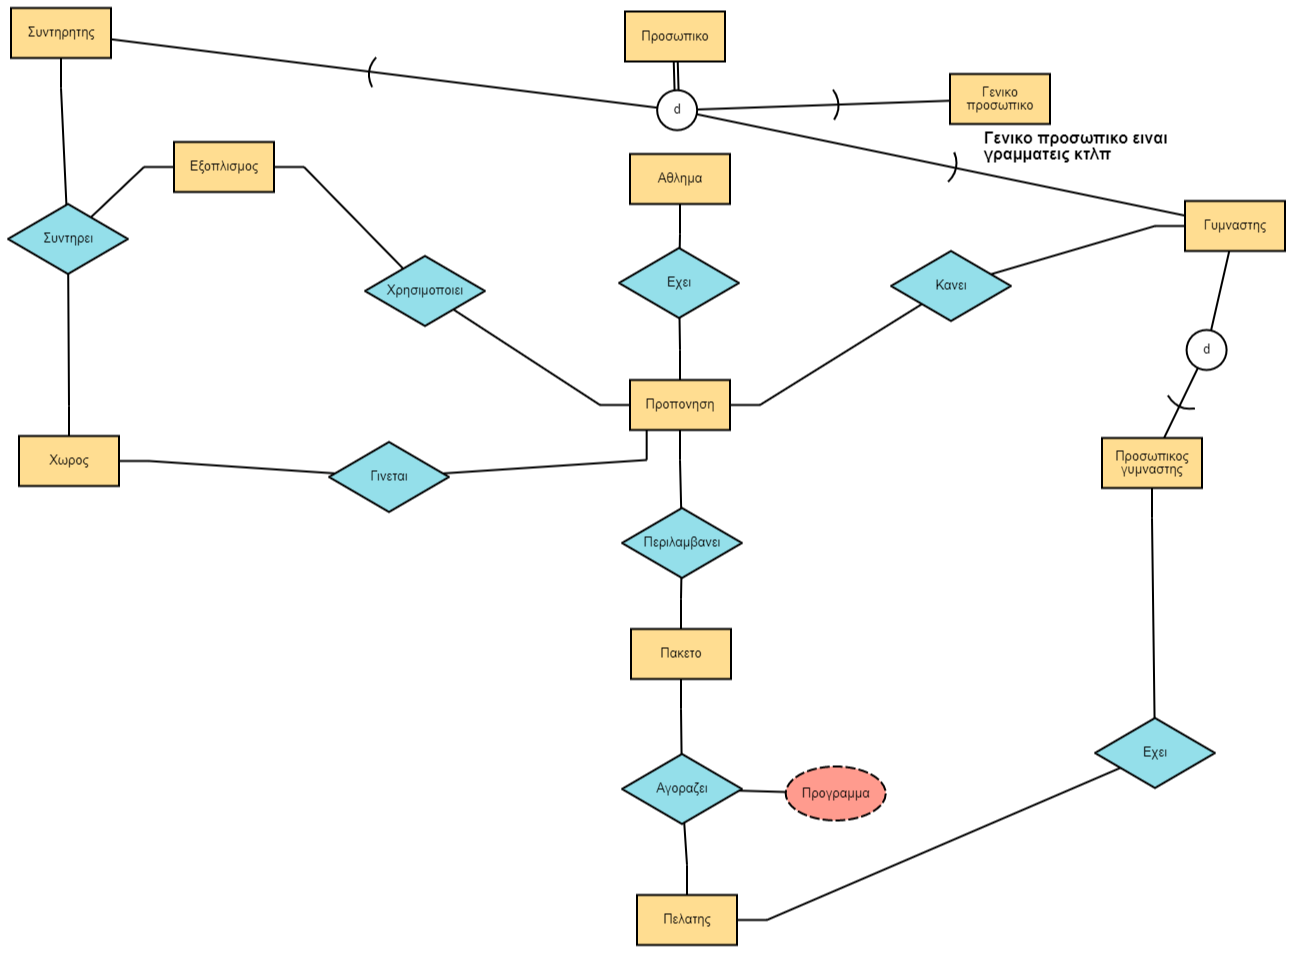 Συντηρητης
Προσωπικο
Γενικο
προσωπικο
d
Γενικο προσωπικο ειναι
γραμματεις κτλπ
Εξοπλισμος
Αθλημα
Γυμναστης
Συντηρει
Χρησιμοποιει
Εχει
Κανει
d
Προπονηση
Χωρος
Γινεται
Προσωπικος
γυμναστης
Περιλαμβανει
Πακετο
Εχει
Αγοραζει
Προγραμμα
Πελατης